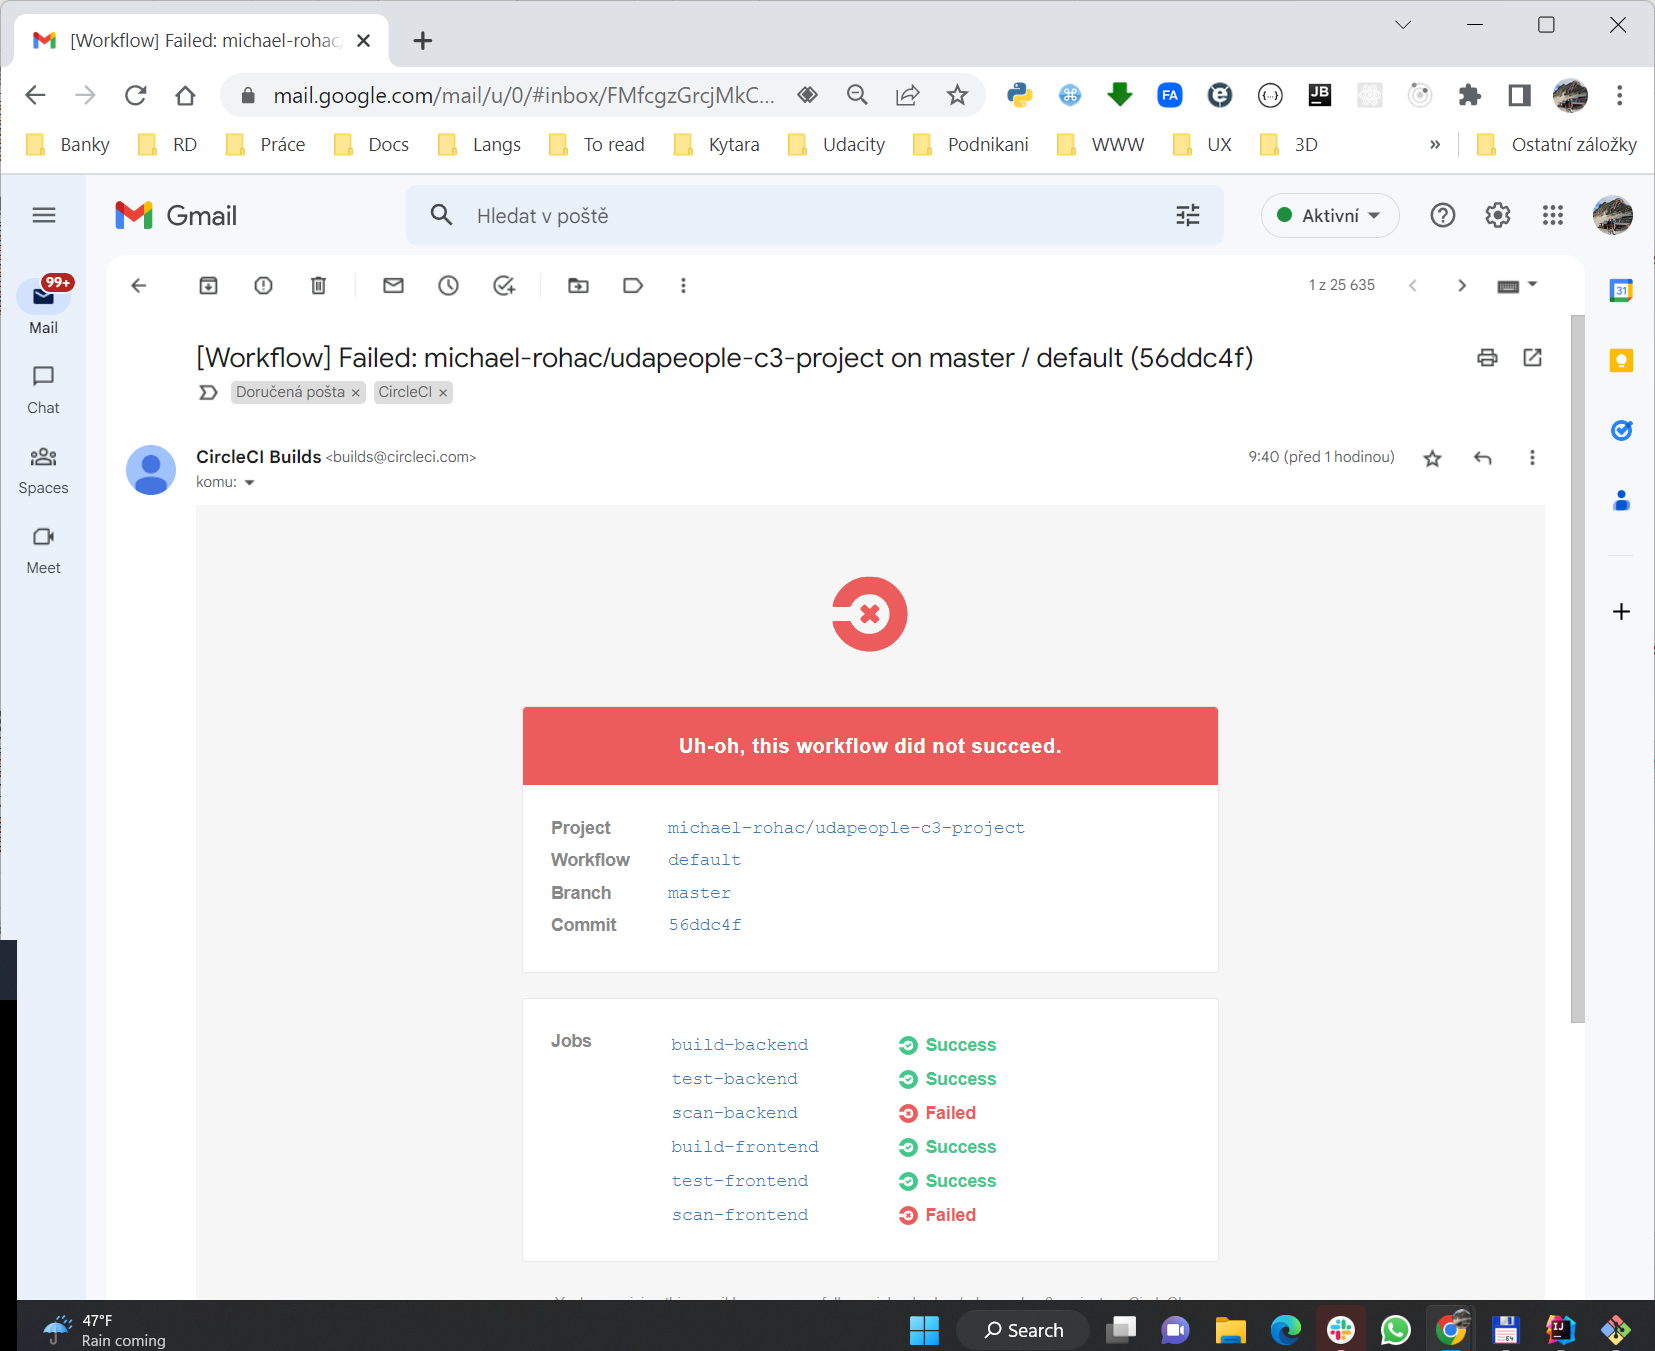 [Workflow] Failed: michael-rohac/
mail.google.com/mail/u/0/#inbox/FMfcgzGrcjMkC...
FA
JB
Banky
RD
Práce
Docs
Langs
To read
Kytara
Udacity
Podnikani
WWW
UX
3D
»
Ostatní záložky
Gmail
Hledat v poště
Aktivní
99+
Mail
Chat
Spaces
Meet
1 z 25 635
31
[Workflow] Failed: michael-rohac/udapeople-c3-project on master / default (56ddc4f)
Doručená pošta ×
CircleCI ×
CircleCI Builds <builds@circleci.com>
9:40 (před 1 hodinou)
komu:
Uh-oh, this workflow did not succeed.
Project michael-rohac/udapeople-c3-project
Workflow default
Branch master
Commit 56ddc4f
Jobs
build-backend Success
test-backend Success
scan-backend Failed
build-frontend Success
test-frontend Success
scan-frontend Failed
47°F
Rain coming
Search